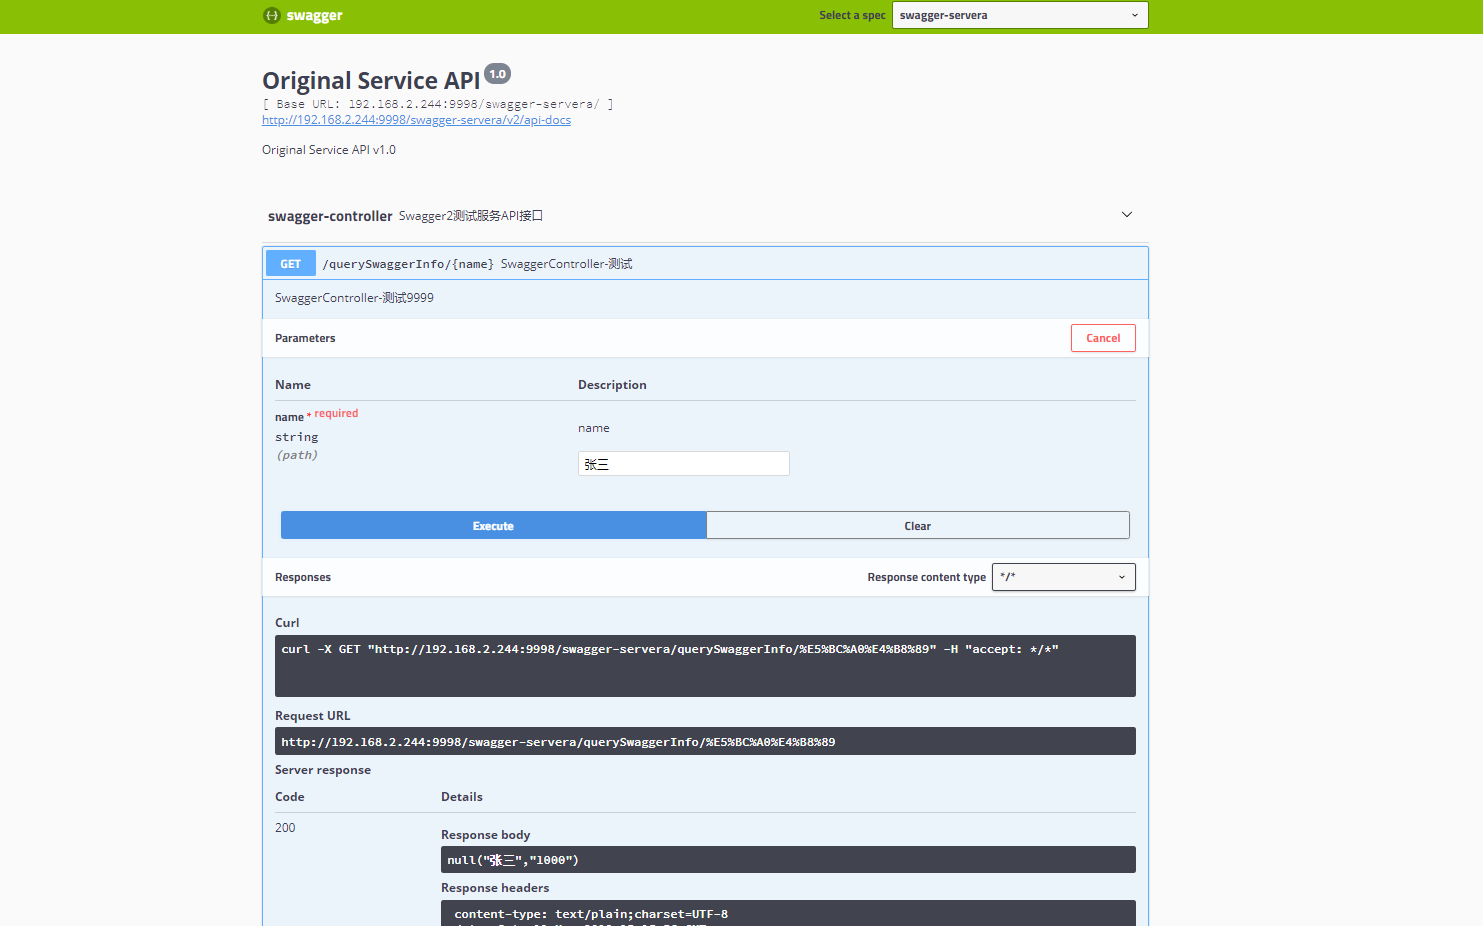 swagger
Select a spec
swagger-servera
Original Service API 1.0
[ Base URL: 192.168.2.244:9998/swagger-servera/ ]
http://192.168.2.244:9998/swagger-servera/v2/api-docs
Original Service API v1.0
swagger-controller Swagger2测试服务API接口
GET /querySwaggerInfo/{name} SwaggerController-测试
SwaggerController-测试9999
Parameters
Cancel
Name Description
name * required
string
(path)
name
张三
Execute Clear
Responses
Response content type */*
Curl
curl -X GET "http://192.168.2.244:9998/swagger-servera/querySwaggerInfo/%E5%BC%A0%E4%B8%89" -H "accept: */*"
Request URL
http://192.168.2.244:9998/swagger-servera/querySwaggerInfo/%E5%BC%A0%E4%B8%89
Server response
Code Details
200
Response body
null("张三","1000")
Response headers
content-type: text/plain;charset=UTF-8